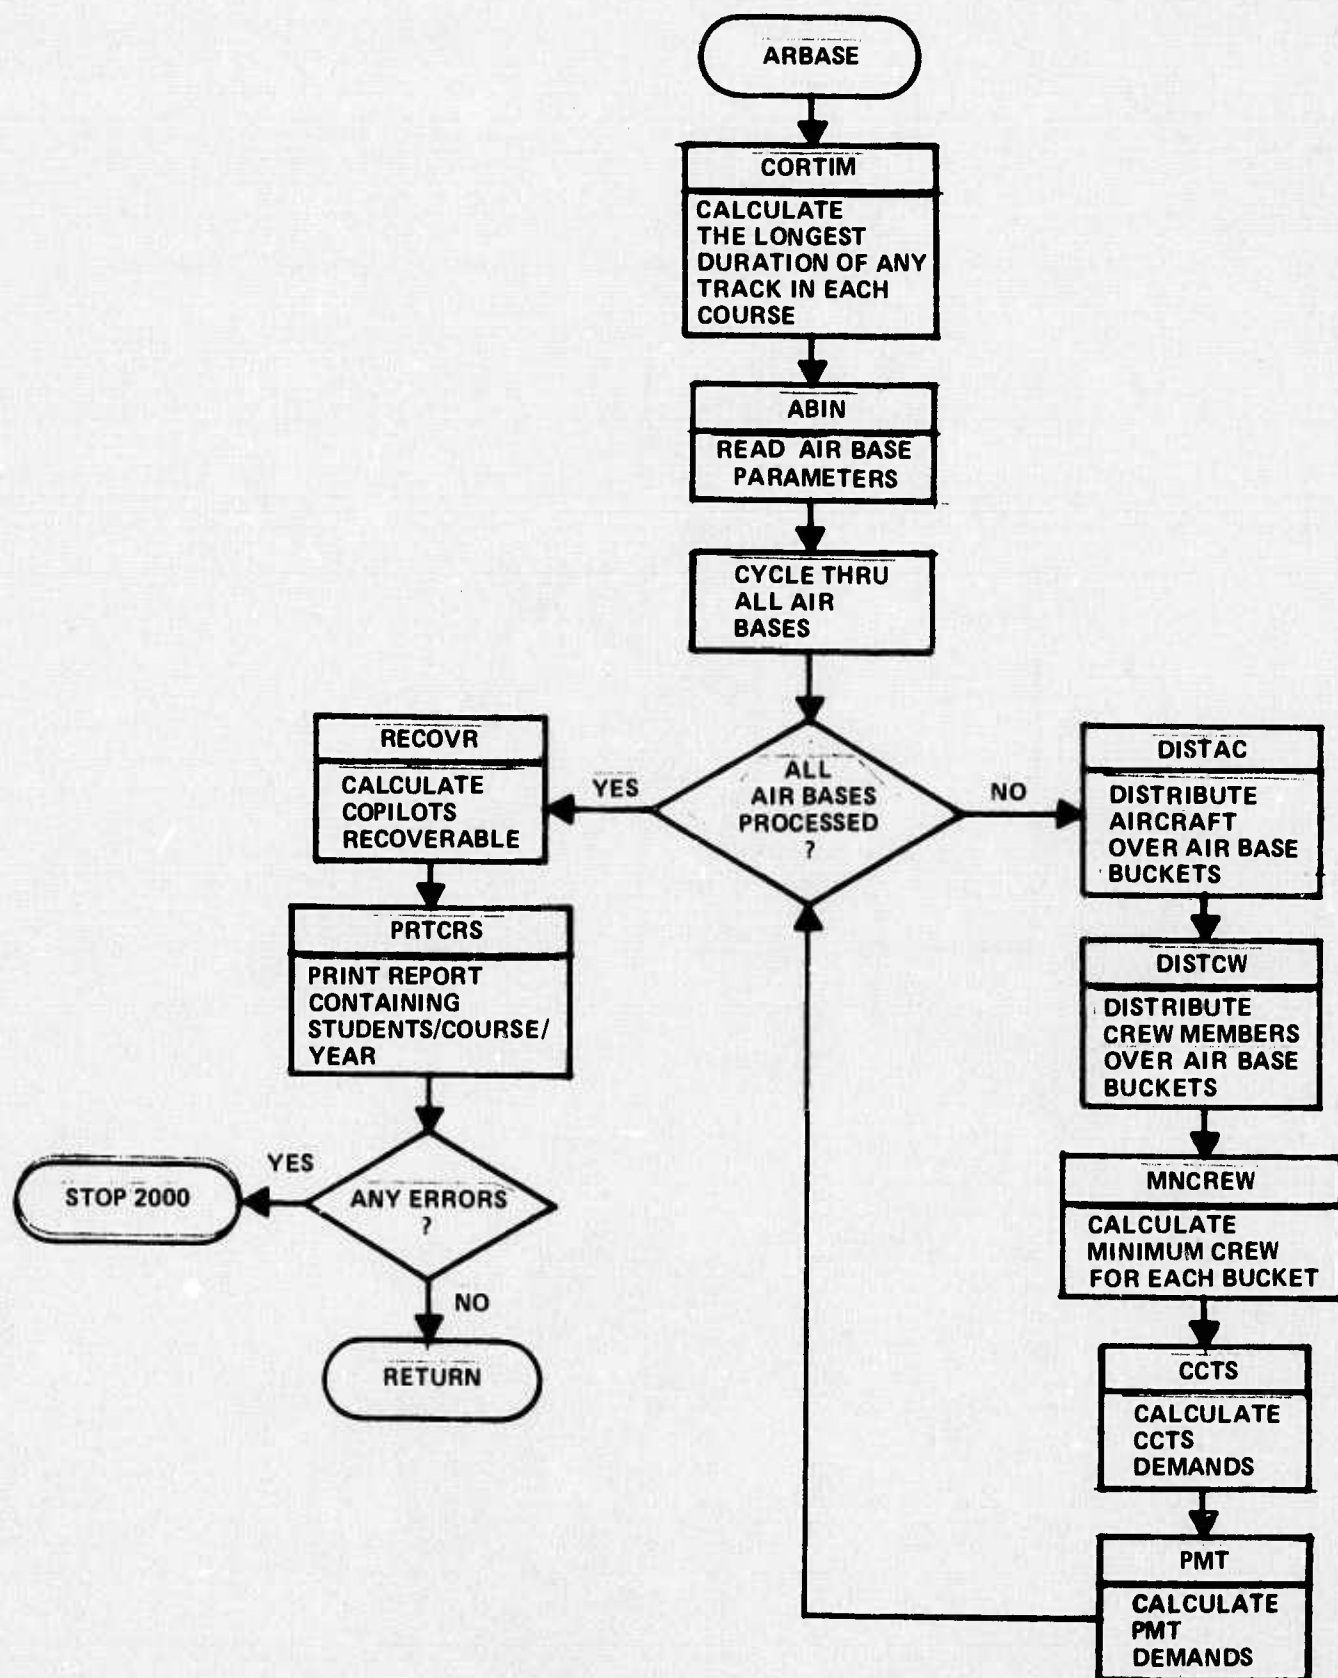 ARBASE
CORTIM
CALCULATE
THE LONGEST
DURATION OF ANY
TRACK IN EACH
COURSE
ABIN
READ AIR BASE
PARAMETERS
CYCLE THRU
ALL AIR
BASES
ALL
AIR BASES
PROCESSED
?
YES
NO
RECOVR
CALCULATE
COPILOTS
RECOVERABLE
PRTCRS
PRINT REPORT
CONTAINING
STUDENTS/COURSE/
YEAR
ANY ERRORS
?
YES
STOP 2000
NO
RETURN
DISTAC
DISTRIBUTE
AIRCRAFT
OVER AIR BASE
BUCKETS
DISTCW
DISTRIBUTE
CREW MEMBERS
OVER AIR BASE
BUCKETS
MNCREW
CALCULATE
MINIMUM CREW
FOR EACH BUCKET
CCTS
CALCULATE
CCTS
DEMANDS
PMT
CALCULATE
PMT
DEMANDS